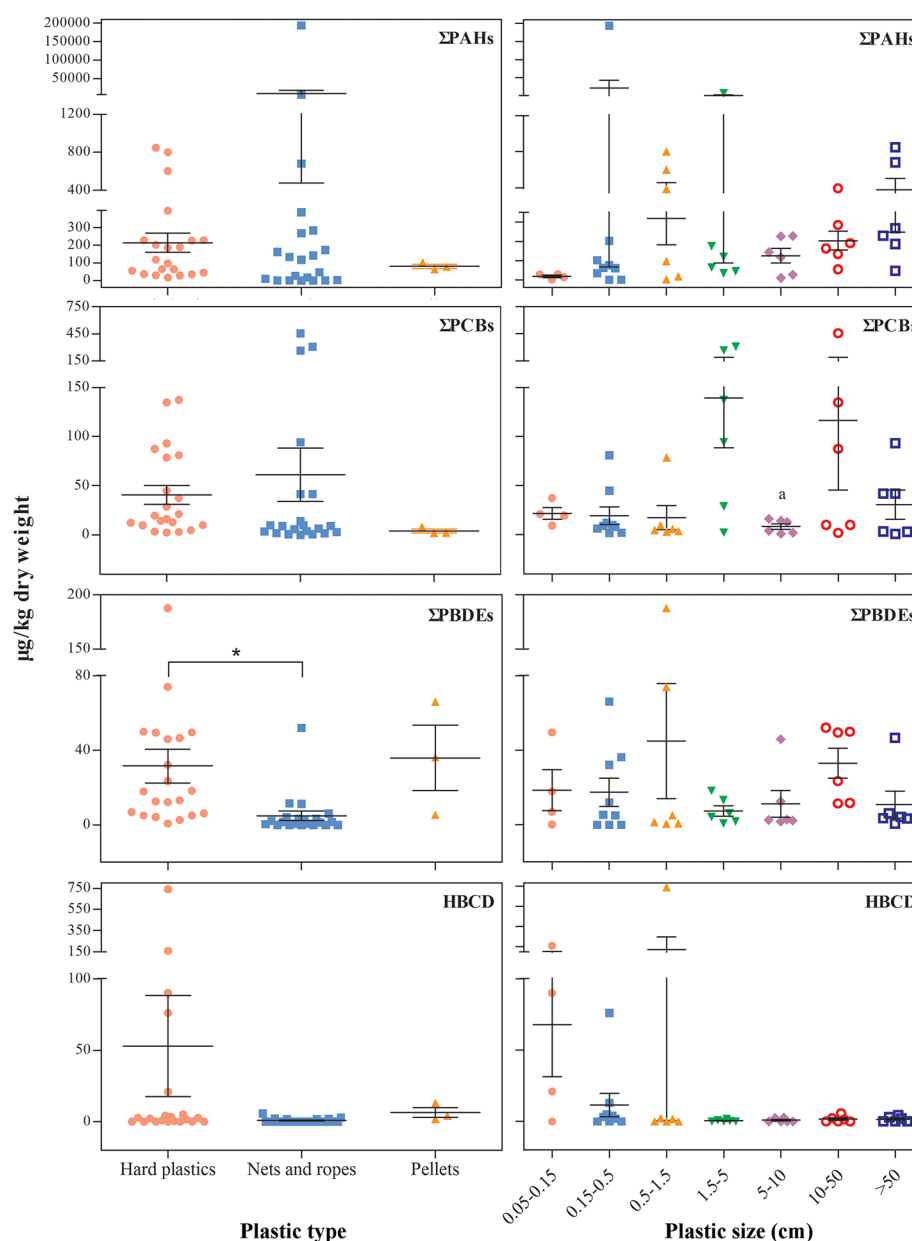 200000
150000
100000
50000
1200
800
400
300
200
100
0
ΣPAHs
ΣPAHs
750
450
150
150
100
50
0
ΣPCBs
ΣPCBs
a
200
150
80
40
0
ΣPBDEs
*
ΣPBDEs
750
550
350
150
100
50
0
HBCD
HBCD
µg/kg dry weight
Hard plastics
Nets and ropes
Pellets
0.05-0.15
0.15-0.5
0.5-1.5
1.5-5
5-10
10-50
>50
Plastic type
Plastic size (cm)